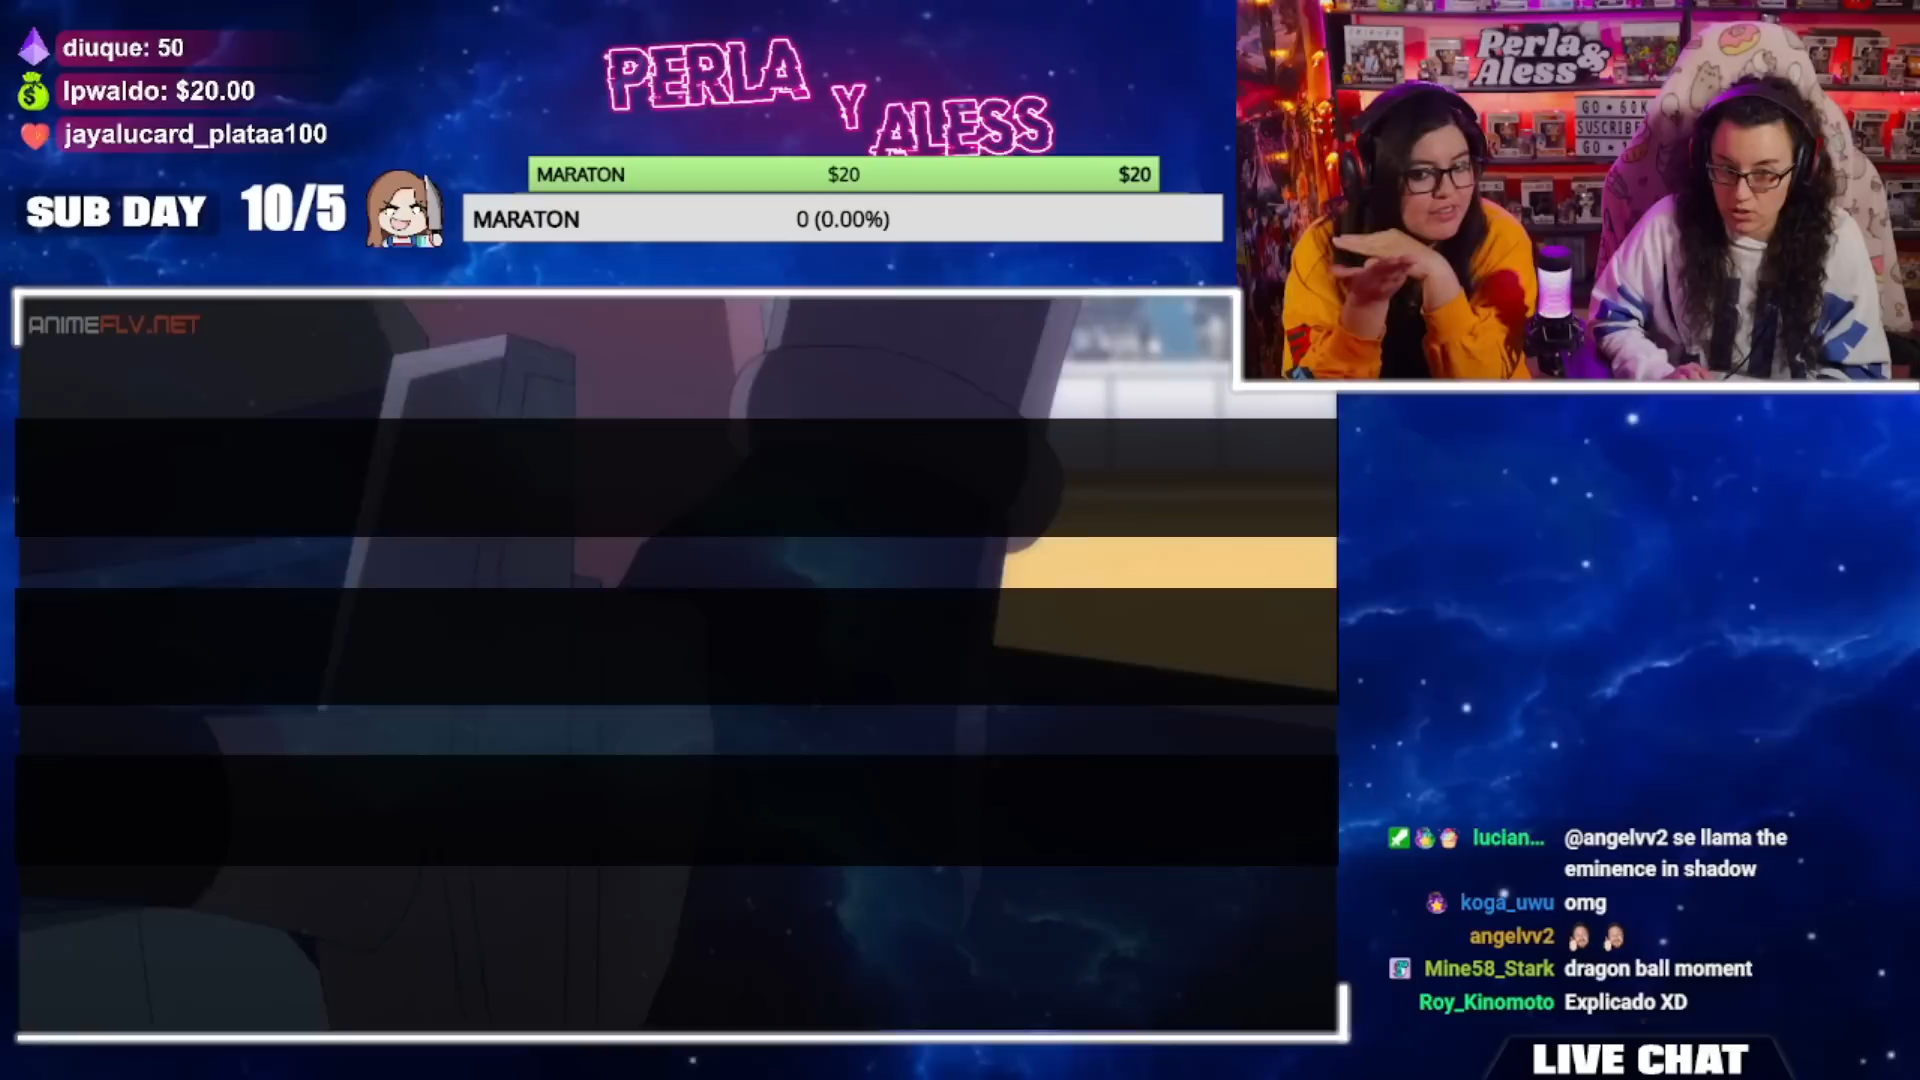 diuque: 50
lpwaldo: $20.00
jayalucard_plataa100
SUB DAY 10/5
PERLA
Y
ALESS
MARATON $20 $20
MARATON 0 (0.00%)
Perla &
Aless
GO ★ 60K
SUSCRIBE
ANIMEFLV.NET
lucian... @angelvv2 se llama the
eminence in shadow
koga_uwu omg
angelvv2
Mine58_Stark dragon ball moment
Roy_Kinomoto Explicado XD
LIVE CHAT